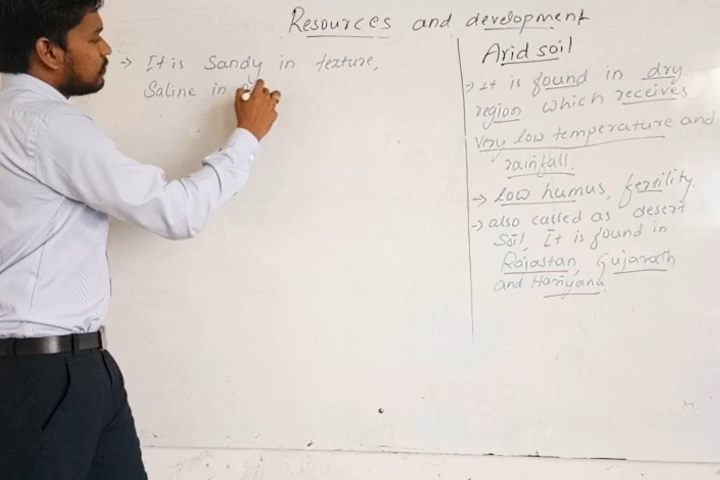 Resources and development
→ It is Sandy in texture,
Saline in
Arid soil
→ It is found in dry
region which receives
very low temperature and
rainfall.
→ low humus, fertility.
→ also called as desert
soil, It is found in
Rajastan, Gujarath
and Hariyana.